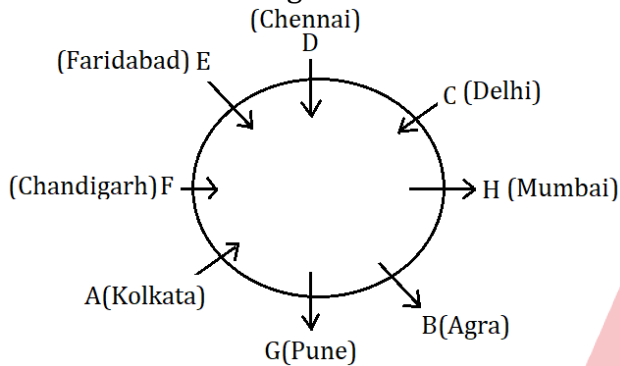 (Chennai)
D
(Faridabad) E
C (Delhi)
(Chandigarh) F
H (Mumbai)
A(Kolkata)
B(Agra)
G(Pune)